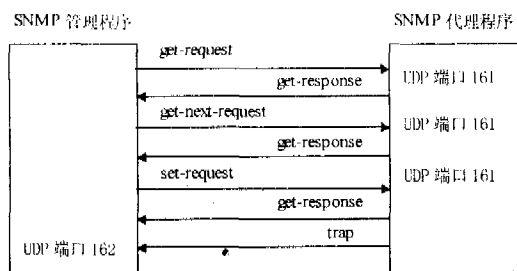 SNMP 管理程序
SNMP 代理程序
get-request
get-response
UDP 端口 161
get-next-request
UDP 端口 161
get-response
set-request
UDP 端口 161
get-response
trap
UDP 端口 162